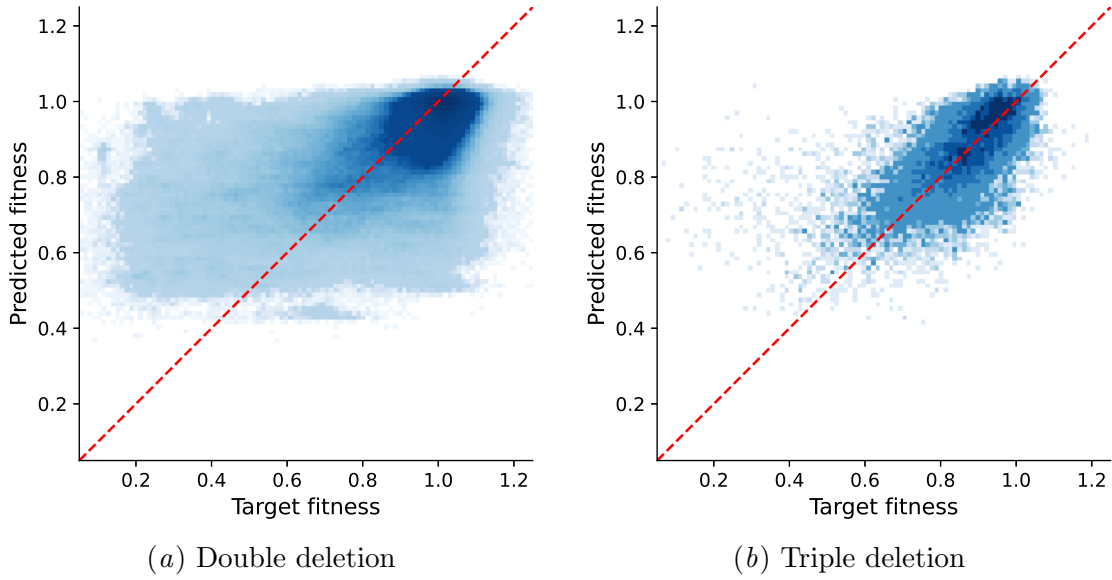 1.2
1.0
0.8
0.6
0.4
0.2
Predicted fitness
0.2 0.4 0.6 0.8 1.0 1.2
Target fitness
(a) Double deletion
1.2
1.0
0.8
0.6
0.4
0.2
Predicted fitness
0.2 0.4 0.6 0.8 1.0 1.2
Target fitness
(b) Triple deletion